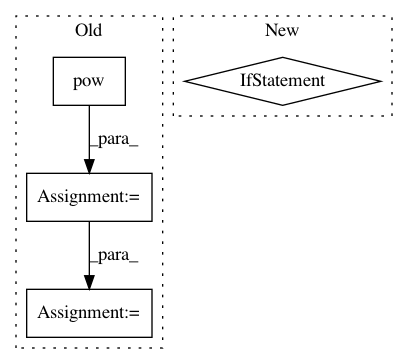 Old
New
pow
IfStatement
_para_
Assignment:=
_para_
Assignment:=